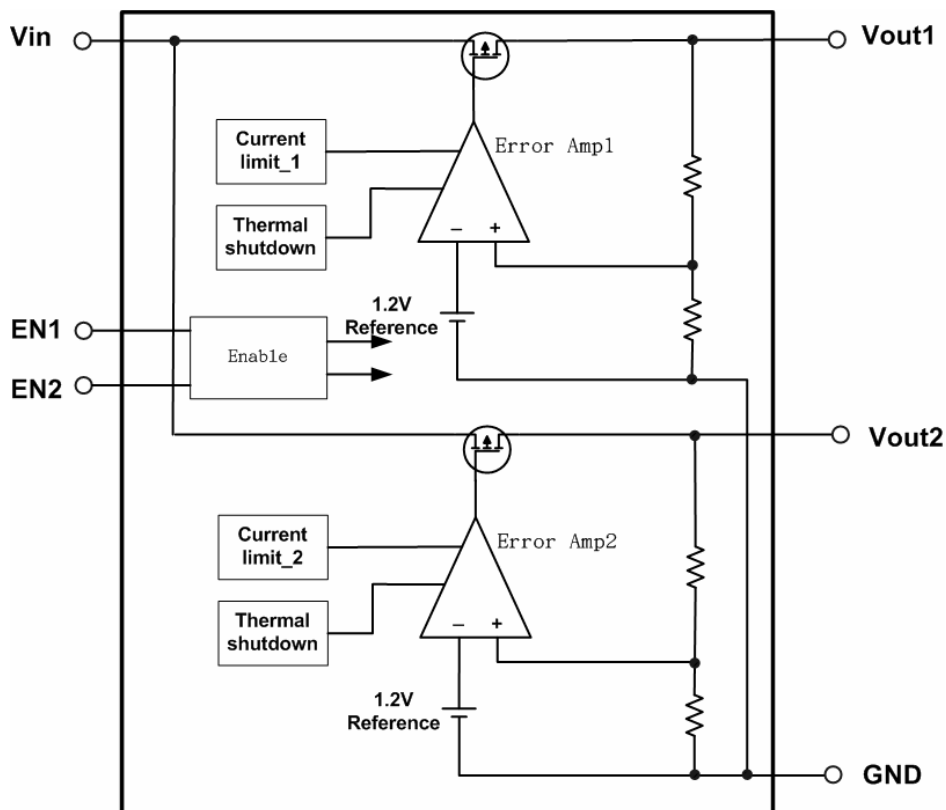 Vin
Vout1
Current
limit_1
Error Amp1
Thermal
shutdown
− +
1.2V
Reference
EN1
Enable
EN2
Vout2
Current
limit_2
Error Amp2
Thermal
shutdown
− +
1.2V
Reference
GND